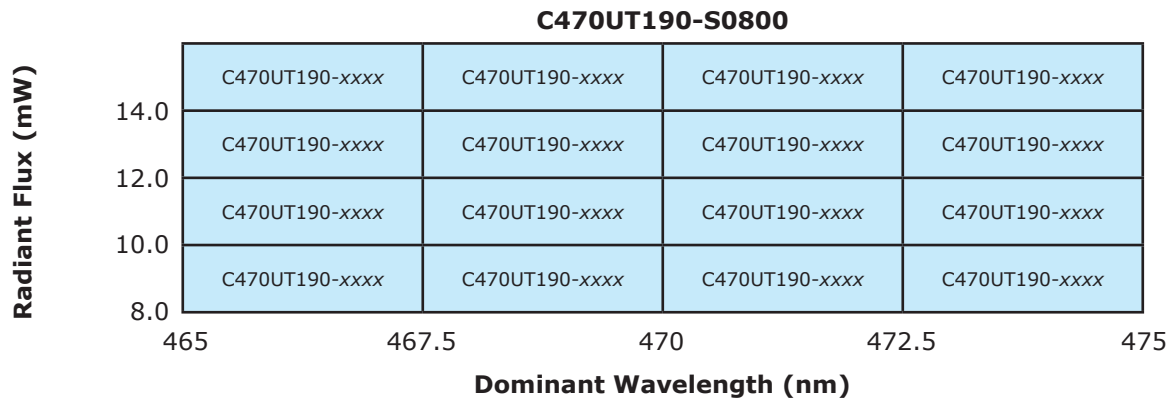 C470UT190-S0800
Radiant Flux (mW)
C470UT190-xxxx C470UT190-xxxx C470UT190-xxxx C470UT190-xxxx
14.0
C470UT190-xxxx C470UT190-xxxx C470UT190-xxxx C470UT190-xxxx
12.0
C470UT190-xxxx C470UT190-xxxx C470UT190-xxxx C470UT190-xxxx
10.0
C470UT190-xxxx C470UT190-xxxx C470UT190-xxxx C470UT190-xxxx
8.0
465 467.5 470 472.5 475
Dominant Wavelength (nm)